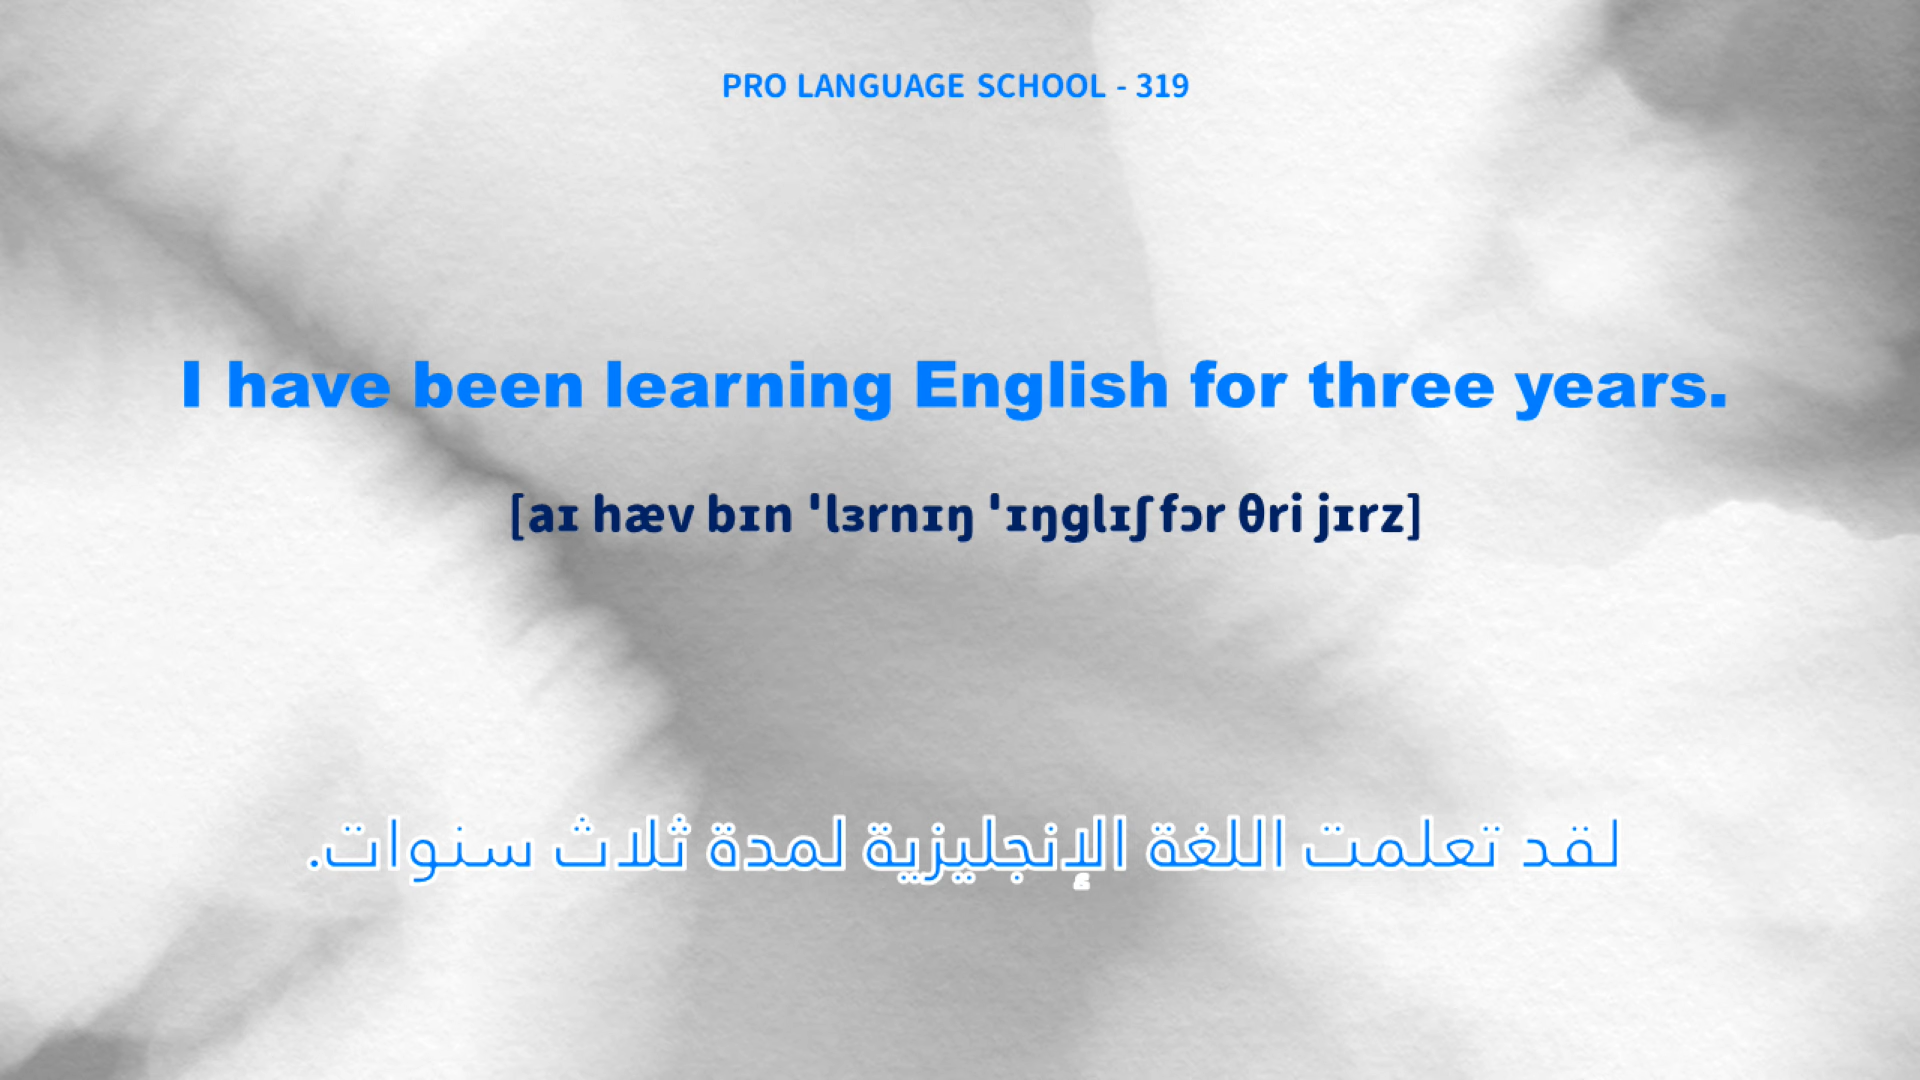 PRO LANGUAGE SCHOOL - 319
I have been learning English for three years.
[aɪ hæv bɪn ˈlɜrnɪŋ ˈɪŋglɪʃ fɔr θri jɪrz]
لقد تعلمت اللغة الإنجليزية لمدة ثلاث سنوات.